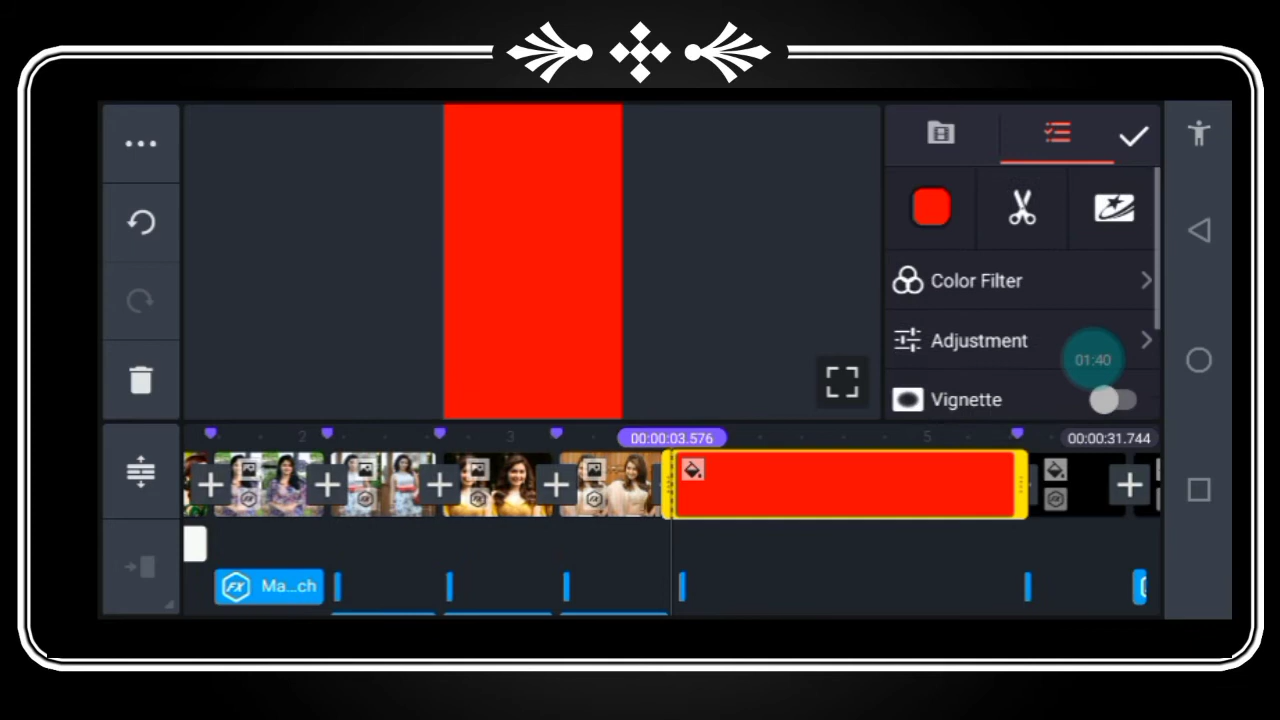 Color Filter
Adjustment
01:40
Vignette
2
3
00:00:03.576
5
00:00:31.744
FX Ma...ch